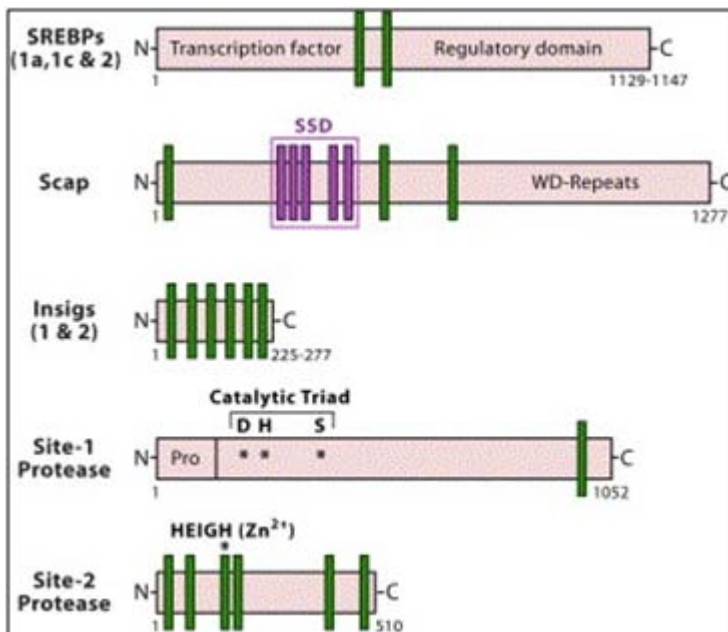 SREBPs
(1a,1c & 2)
N
Transcription factor
Regulatory domain
C
1
1129-1147
SSD
Scap
N
WD-Repeats
C
1
1277
Insigs
(1 & 2)
N
C
1
225-277
Catalytic Triad
D H S
Site-1
Protease
N
Pro
* * *
C
1
1052
HEIGH (Zn²⁺)
*
Site-2
Protease
N
C
1
510